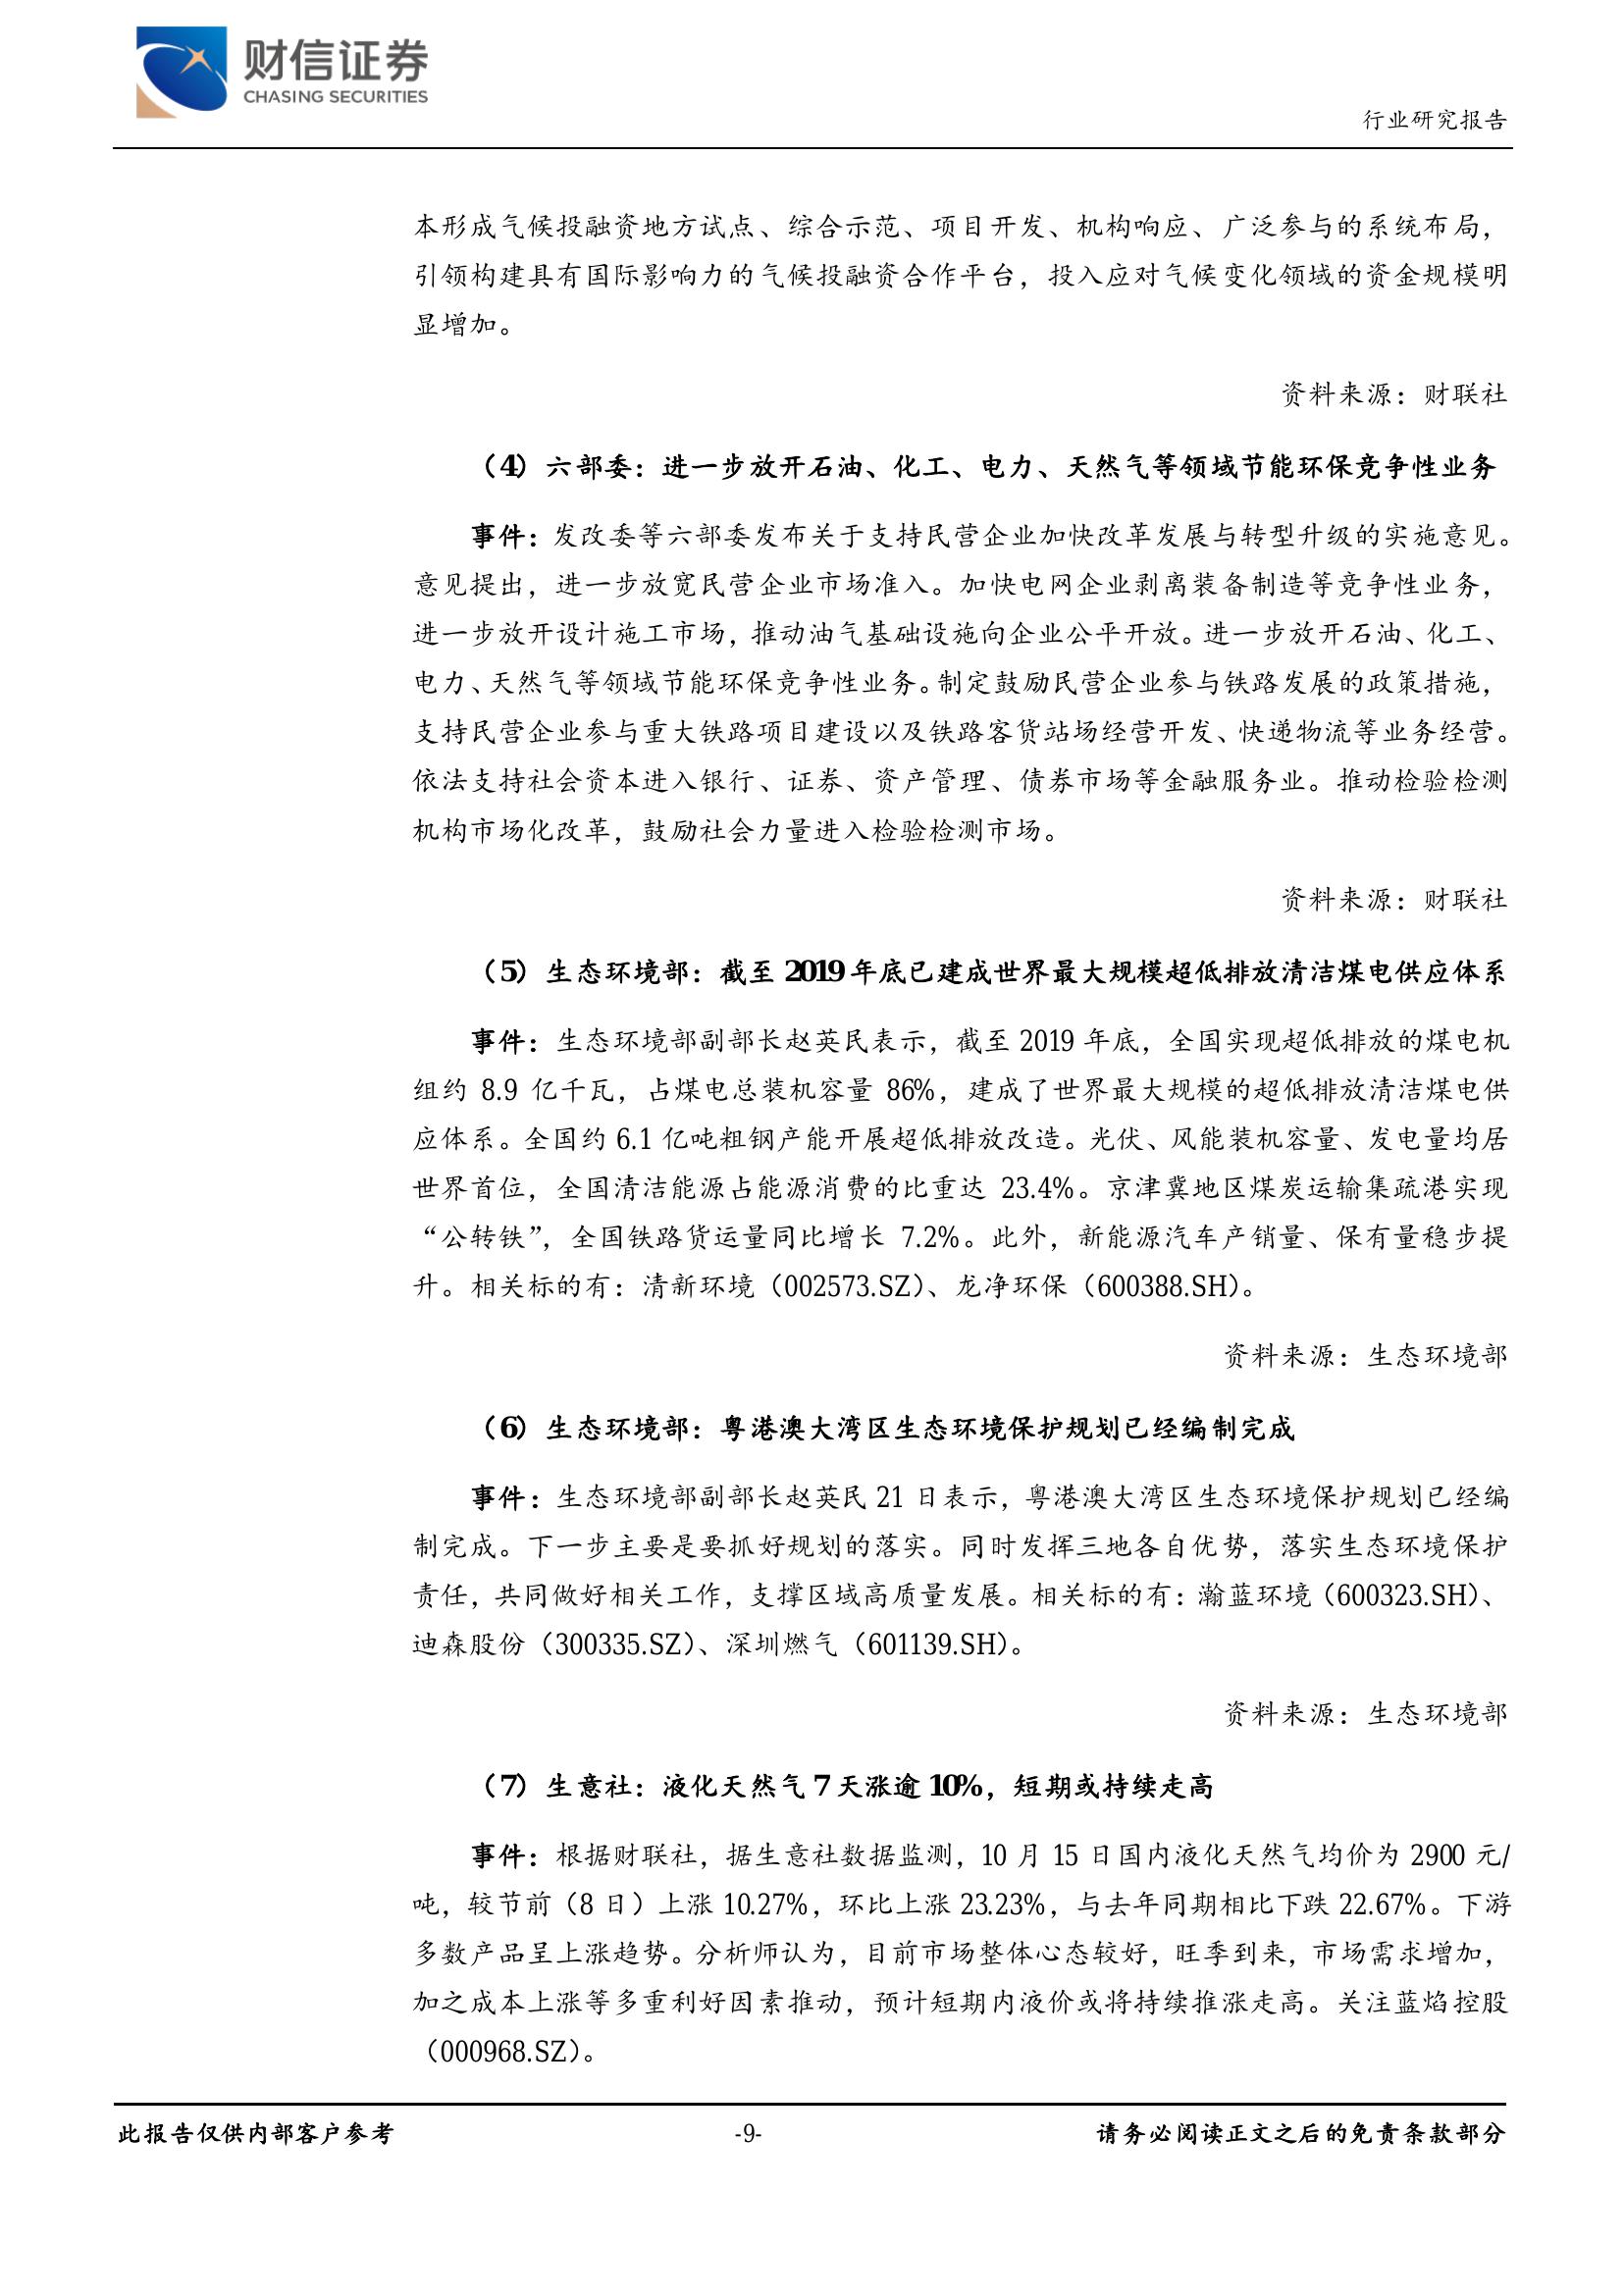 财信证券
CHASING SECURITIES
行业研究报告
本形成气候投融资地方试点、综合示范、项目开发、机构响应、广泛参与的系统布局，
引领构建具有国际影响力的气候投融资合作平台，投入应对气候变化领域的资金规模明
显增加。
资料来源：财联社
（4）六部委：进一步放开石油、化工、电力、天然气等领域节能环保竞争性业务
事件：发改委等六部委发布关于支持民营企业加快改革发展与转型升级的实施意见。
意见提出，进一步放宽民营企业市场准入。加快电网企业剥离装备制造等竞争性业务，
进一步放开设计施工市场，推动油气基础设施向企业公平开放。进一步放开石油、化工、
电力、天然气等领域节能环保竞争性业务。制定鼓励民营企业参与铁路发展的政策措施，
支持民营企业参与重大铁路项目建设以及铁路客货站场经营开发、快递物流等业务经营。
依法支持社会资本进入银行、证券、资产管理、债券市场等金融服务业。推动检验检测
机构市场化改革，鼓励社会力量进入检验检测市场。
资料来源：财联社
（5）生态环境部：截至 2019 年底已建成世界最大规模超低排放清洁煤电供应体系
事件：生态环境部副部长赵英民表示，截至 2019 年底，全国实现超低排放的煤电机
组约 8.9 亿千瓦，占煤电总装机容量 86%，建成了世界最大规模的超低排放清洁煤电供
应体系。全国约 6.1 亿吨粗钢产能开展超低排放改造。光伏、风能装机容量、发电量均居
世界首位，全国清洁能源占能源消费的比重达 23.4%。京津冀地区煤炭运输集疏港实现
“公转铁”，全国铁路货运量同比增长 7.2%。此外，新能源汽车产销量、保有量稳步提
升。相关标的有：清新环境（002573.SZ）、龙净环保（600388.SH）。
资料来源：生态环境部
（6）生态环境部：粤港澳大湾区生态环境保护规划已经编制完成
事件：生态环境部副部长赵英民 21 日表示，粤港澳大湾区生态环境保护规划已经编
制完成。下一步主要是要抓好规划的落实。同时发挥三地各自优势，落实生态环境保护
责任，共同做好相关工作，支撑区域高质量发展。相关标的有：瀚蓝环境（600323.SH）、
迪森股份（300335.SZ）、深圳燃气（601139.SH）。
资料来源：生态环境部
（7）生意社：液化天然气 7 天涨逾 10%，短期或持续走高
事件：根据财联社，据生意社数据监测，10 月 15 日国内液化天然气均价为 2900 元/
吨，较节前（8 日）上涨 10.27%，环比上涨 23.23%，与去年同期相比下跌 22.67%。下游
多数产品呈上涨趋势。分析师认为，目前市场整体心态较好，旺季到来，市场需求增加，
加之成本上涨等多重利好因素推动，预计短期内液价或将持续推涨走高。关注蓝焰控股
（000968.SZ）。
此报告仅供内部客户参考
-9-
请务必阅读正文之后的免责条款部分